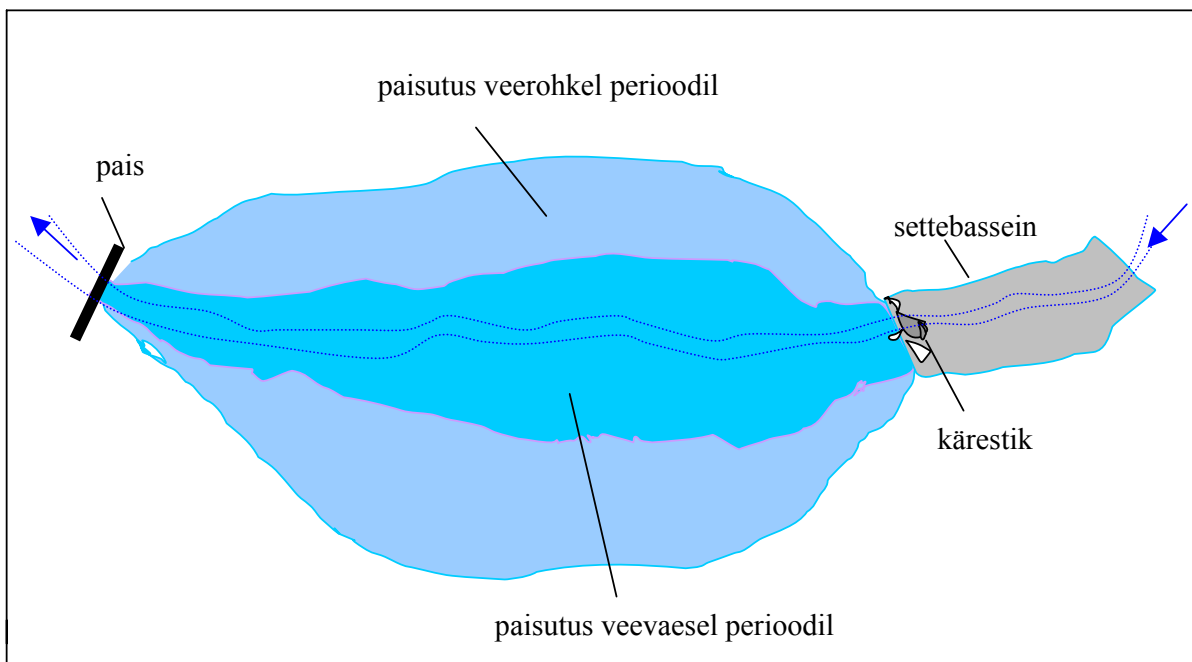 paisutus veerohkel perioodil
pais
settebassein
kärestik
paisutus veevaesel perioodil